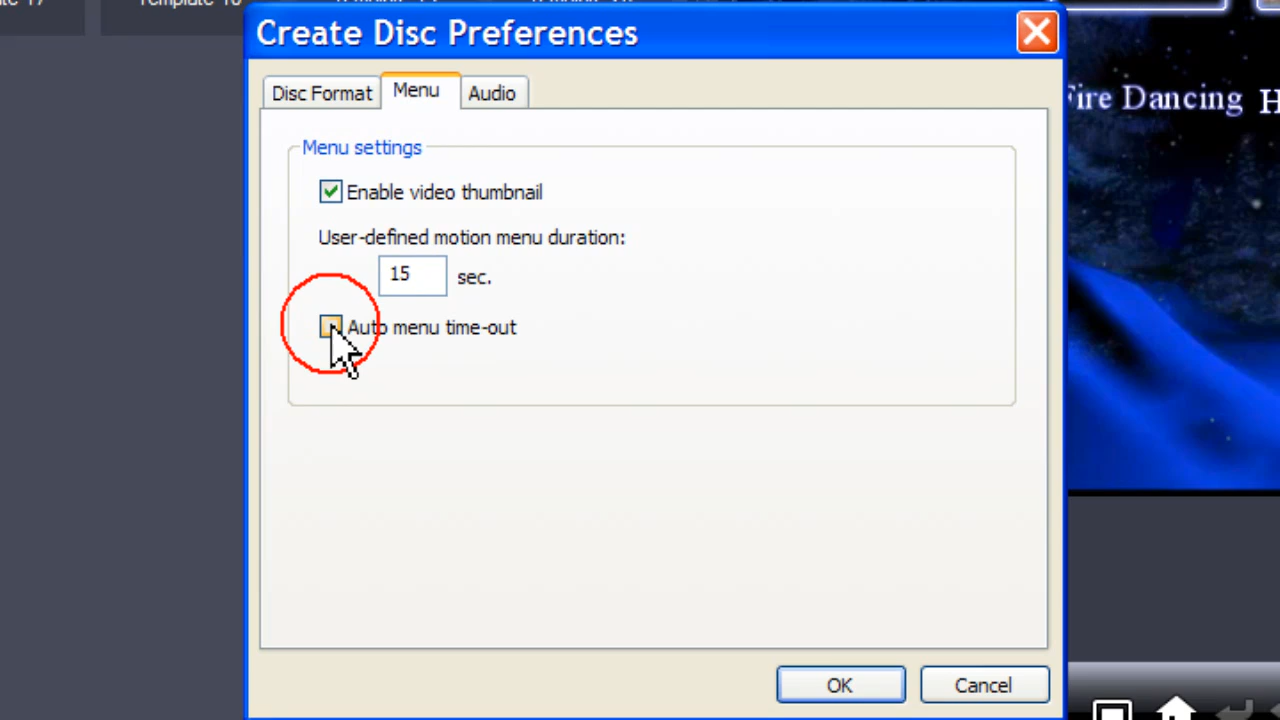 Create Disc Preferences
Disc Format Menu Audio
Fire Dancing H
Menu settings
Enable video thumbnail
User-defined motion menu duration:
15 sec.
Auto menu time-out
OK Cancel